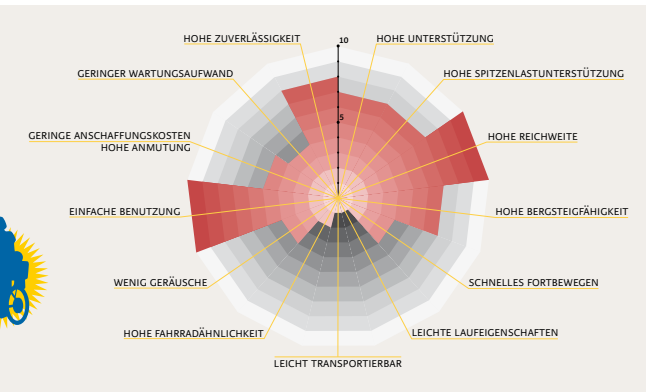 10
HOHE ZUVERLÄSSIGKEIT
HOHE UNTERSTÜTZUNG
GERINGER WARTUNGSAUFWAND
HOHE SPITZENLASTUNTERSTÜTZUNG
5
GERINGE ANSCHAFFUNGSKOSTEN
HOHE ANMUTUNG
HOHE REICHWEITE
EINFACHE BENUTZUNG
HOHE BERGSTEIGFÄHIGKEIT
WENIG GERÄUSCHE
SCHNELLES FORTBEWEGEN
HOHE FAHRRADÄHNLICHKEIT
LEICHTE LAUFEIGENSCHAFTEN
LEICHT TRANSPORTIERBAR